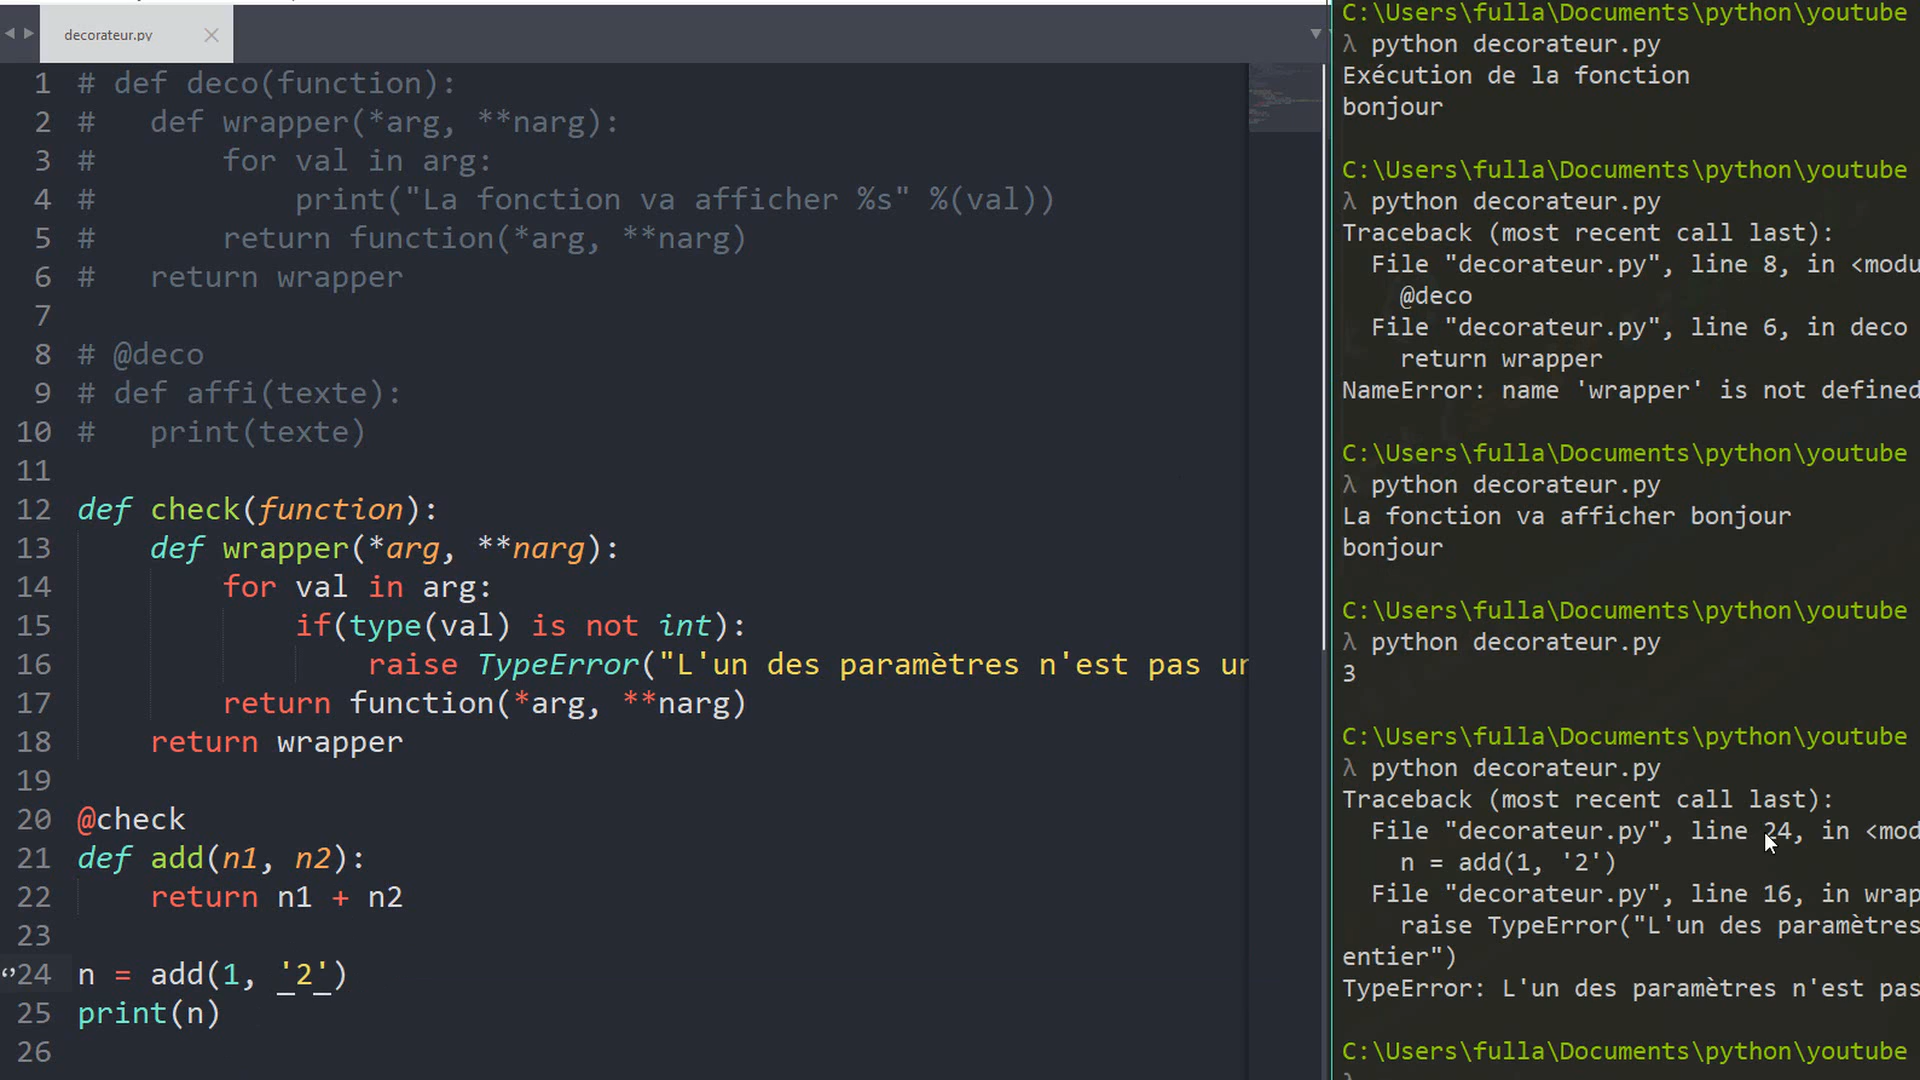 decorateur.py
1 # def deco(function):
2 #   def wrapper(*arg, **narg):
3 #       for val in arg:
4 #           print("La fonction va afficher %s" %(val))
5 #       return function(*arg, **narg)
6 #   return wrapper
7
8 # @deco
9 # def affi(texte):
10 #   print(texte)
11
12 def check(function):
13     def wrapper(*arg, **narg):
14         for val in arg:
15             if(type(val) is not int):
16                 raise TypeError("L'un des paramètres n'est pas un
17         return function(*arg, **narg)
18     return wrapper
19
20 @check
21 def add(n1, n2):
22     return n1 + n2
23
24 n = add(1, '2')
25 print(n)
26
C:\Users\fulla\Documents\python\youtube
λ python decorateur.py
Exécution de la fonction
bonjour
C:\Users\fulla\Documents\python\youtube
λ python decorateur.py
Traceback (most recent call last):
  File "decorateur.py", line 8, in <modu
    @deco
  File "decorateur.py", line 6, in deco
    return wrapper
NameError: name 'wrapper' is not defined
C:\Users\fulla\Documents\python\youtube
λ python decorateur.py
La fonction va afficher bonjour
bonjour
C:\Users\fulla\Documents\python\youtube
λ python decorateur.py
3
C:\Users\fulla\Documents\python\youtube
λ python decorateur.py
Traceback (most recent call last):
  File "decorateur.py", line 24, in <mod
    n = add(1, '2')
  File "decorateur.py", line 16, in wrap
    raise TypeError("L'un des paramètres
entier")
TypeError: L'un des paramètres n'est pas
C:\Users\fulla\Documents\python\youtube